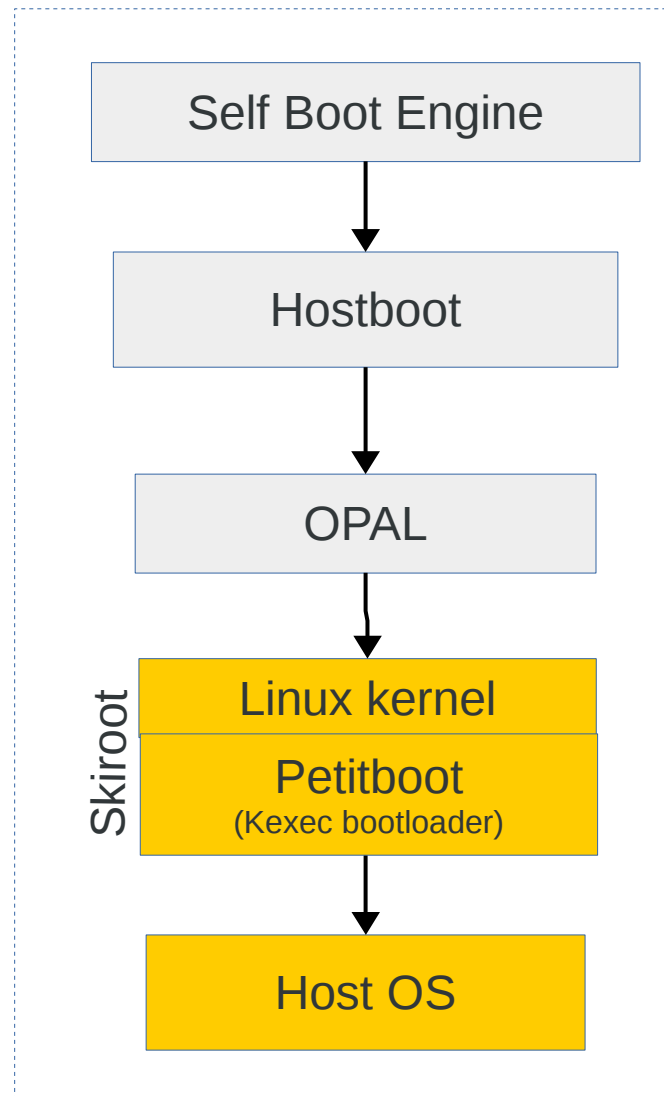 Self Boot Engine
Hostboot
OPAL
Skiroot
Linux kernel
Petitboot
(Kexec bootloader)
Host OS